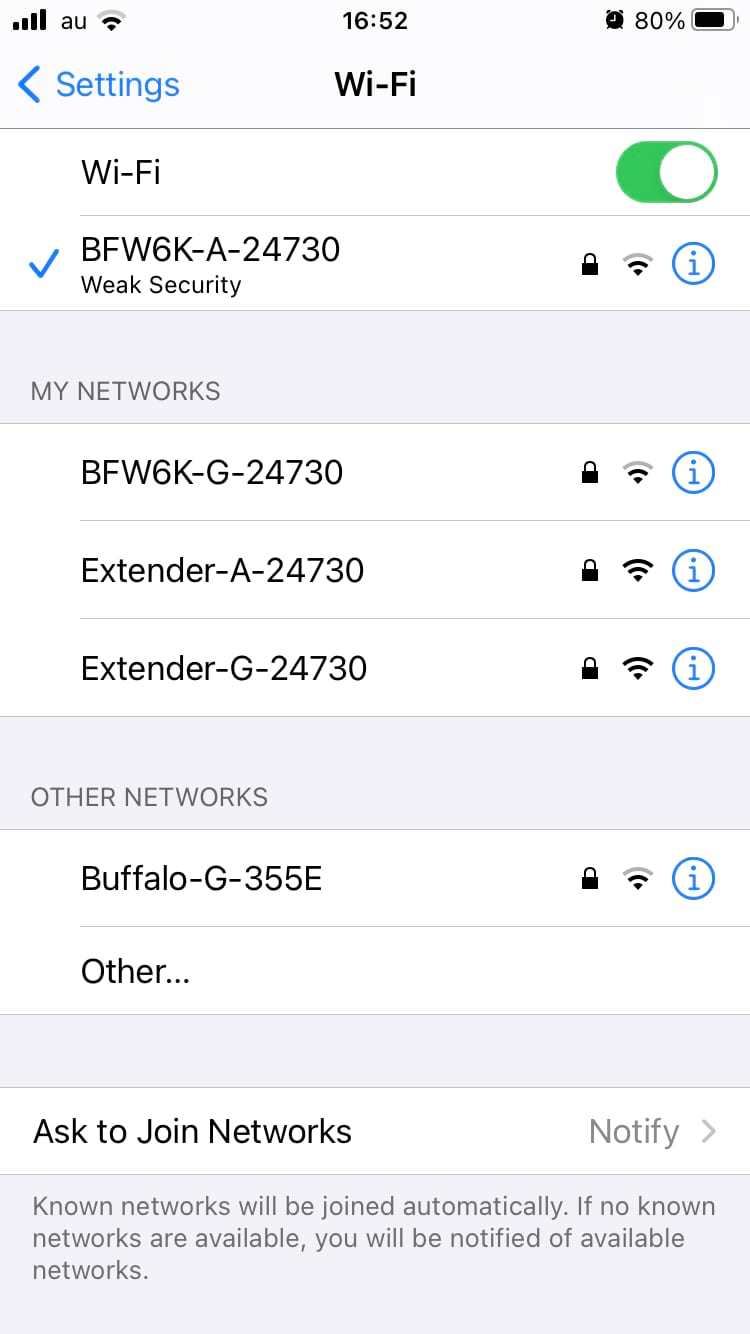 au 16:52 80%
Settings Wi-Fi
Wi-Fi
BFW6K-A-24730
Weak Security
MY NETWORKS
BFW6K-G-24730
Extender-A-24730
Extender-G-24730
OTHER NETWORKS
Buffalo-G-355E
Other...
Ask to Join Networks Notify
Known networks will be joined automatically. If no known
networks are available, you will be notified of available
networks.